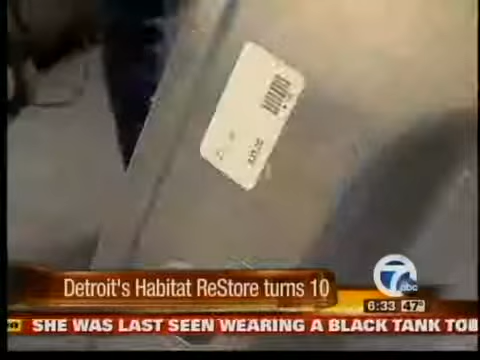 Detroit's Habitat ReStore turns 10
7
abc
6:33 47°
SHE WAS LAST SEEN WEARING A BLACK TANK TO